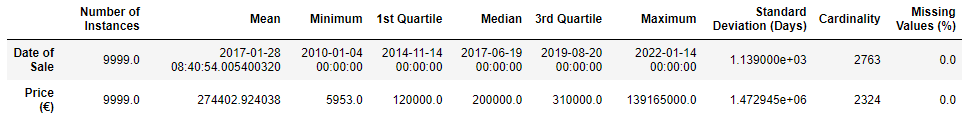 Number of Instances Mean Minimum 1st Quartile Median 3rd Quartile Maximum Standard Deviation (Days) Cardinality Missing Values (%)
Date of Sale 9999.0 2017-01-28 08:40:54.005400320 2010-01-04 00:00:00 2014-11-14 00:00:00 2017-06-19 00:00:00 2019-08-20 00:00:00 2022-01-14 00:00:00 1.139000e+03 2763 0.0
Price (€) 9999.0 274402.924038 5953.0 120000.0 200000.0 310000.0 139165000.0 1.472945e+06 2324 0.0